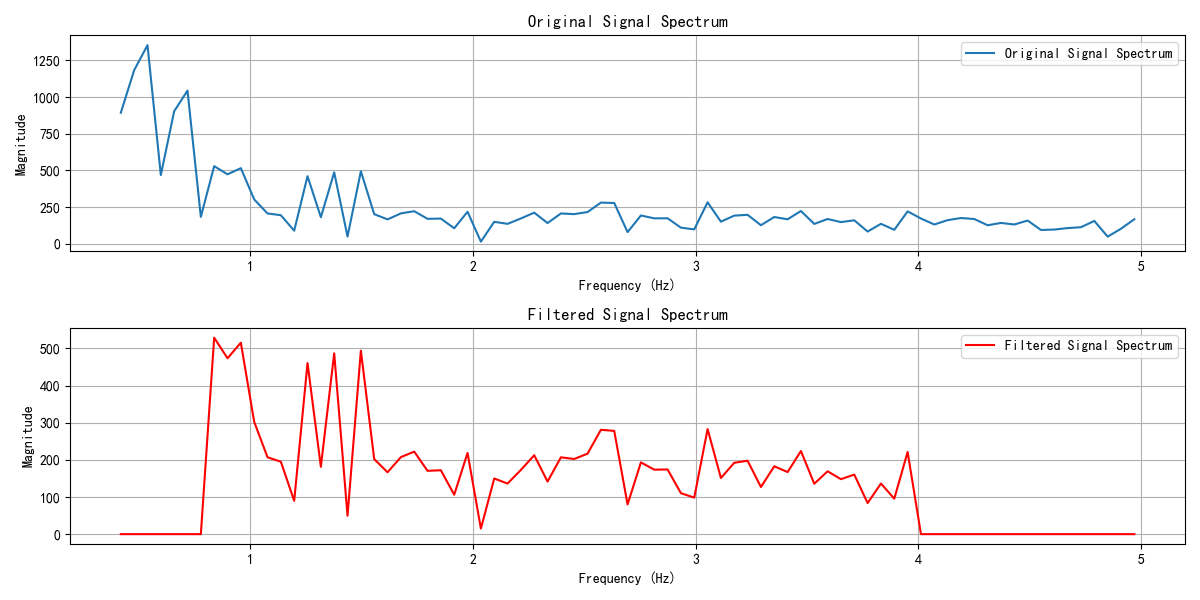 Original Signal Spectrum
Original Signal Spectrum
1250
1000
750
500
250
0
Magnitude
1 2 3 4 5
Frequency (Hz)
Filtered Signal Spectrum
Filtered Signal Spectrum
500
400
300
200
100
0
Magnitude
1 2 3 4 5
Frequency (Hz)